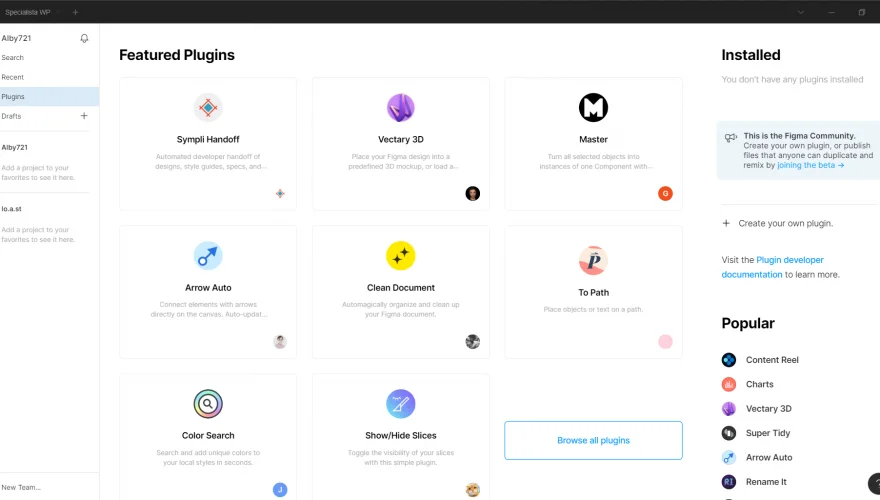 Specialista WP
Alby721
Search
Recent
Plugins
Drafts
Alby721
Add a project to your
favorites to see it here.
lo.a.st
Add a project to your
favorites to see it here.
New Team...
Featured Plugins
Sympli Handoff
Automated developer handoff of
designs, style guides, specs, and...
Vectary 3D
Place your Figma design into a
predefined 3D mockup, or load a...
Master
Turn all selected objects into
instances of one Component with...
G
Arrow Auto
Connect elements with arrows
directly on the canvas. Auto-updat...
Clean Document
Automagically organize and clean up
your Figma document.
To Path
Place objects or text on a path.
Color Search
Search and add unique colors to
your local styles in seconds.
J
Show/Hide Slices
Toggle the visibility of your slices
with this simple plugin.
Browse all plugins
Installed
You don't have any plugins installed
This is the Figma Community.
Create your own plugin, or publish
files that anyone can duplicate and
remix by joining the beta →
+ Create your own plugin.
Visit the Plugin developer
documentation to learn more.
Popular
Content Reel
Charts
Vectary 3D
Super Tidy
Arrow Auto
RI Rename It
?